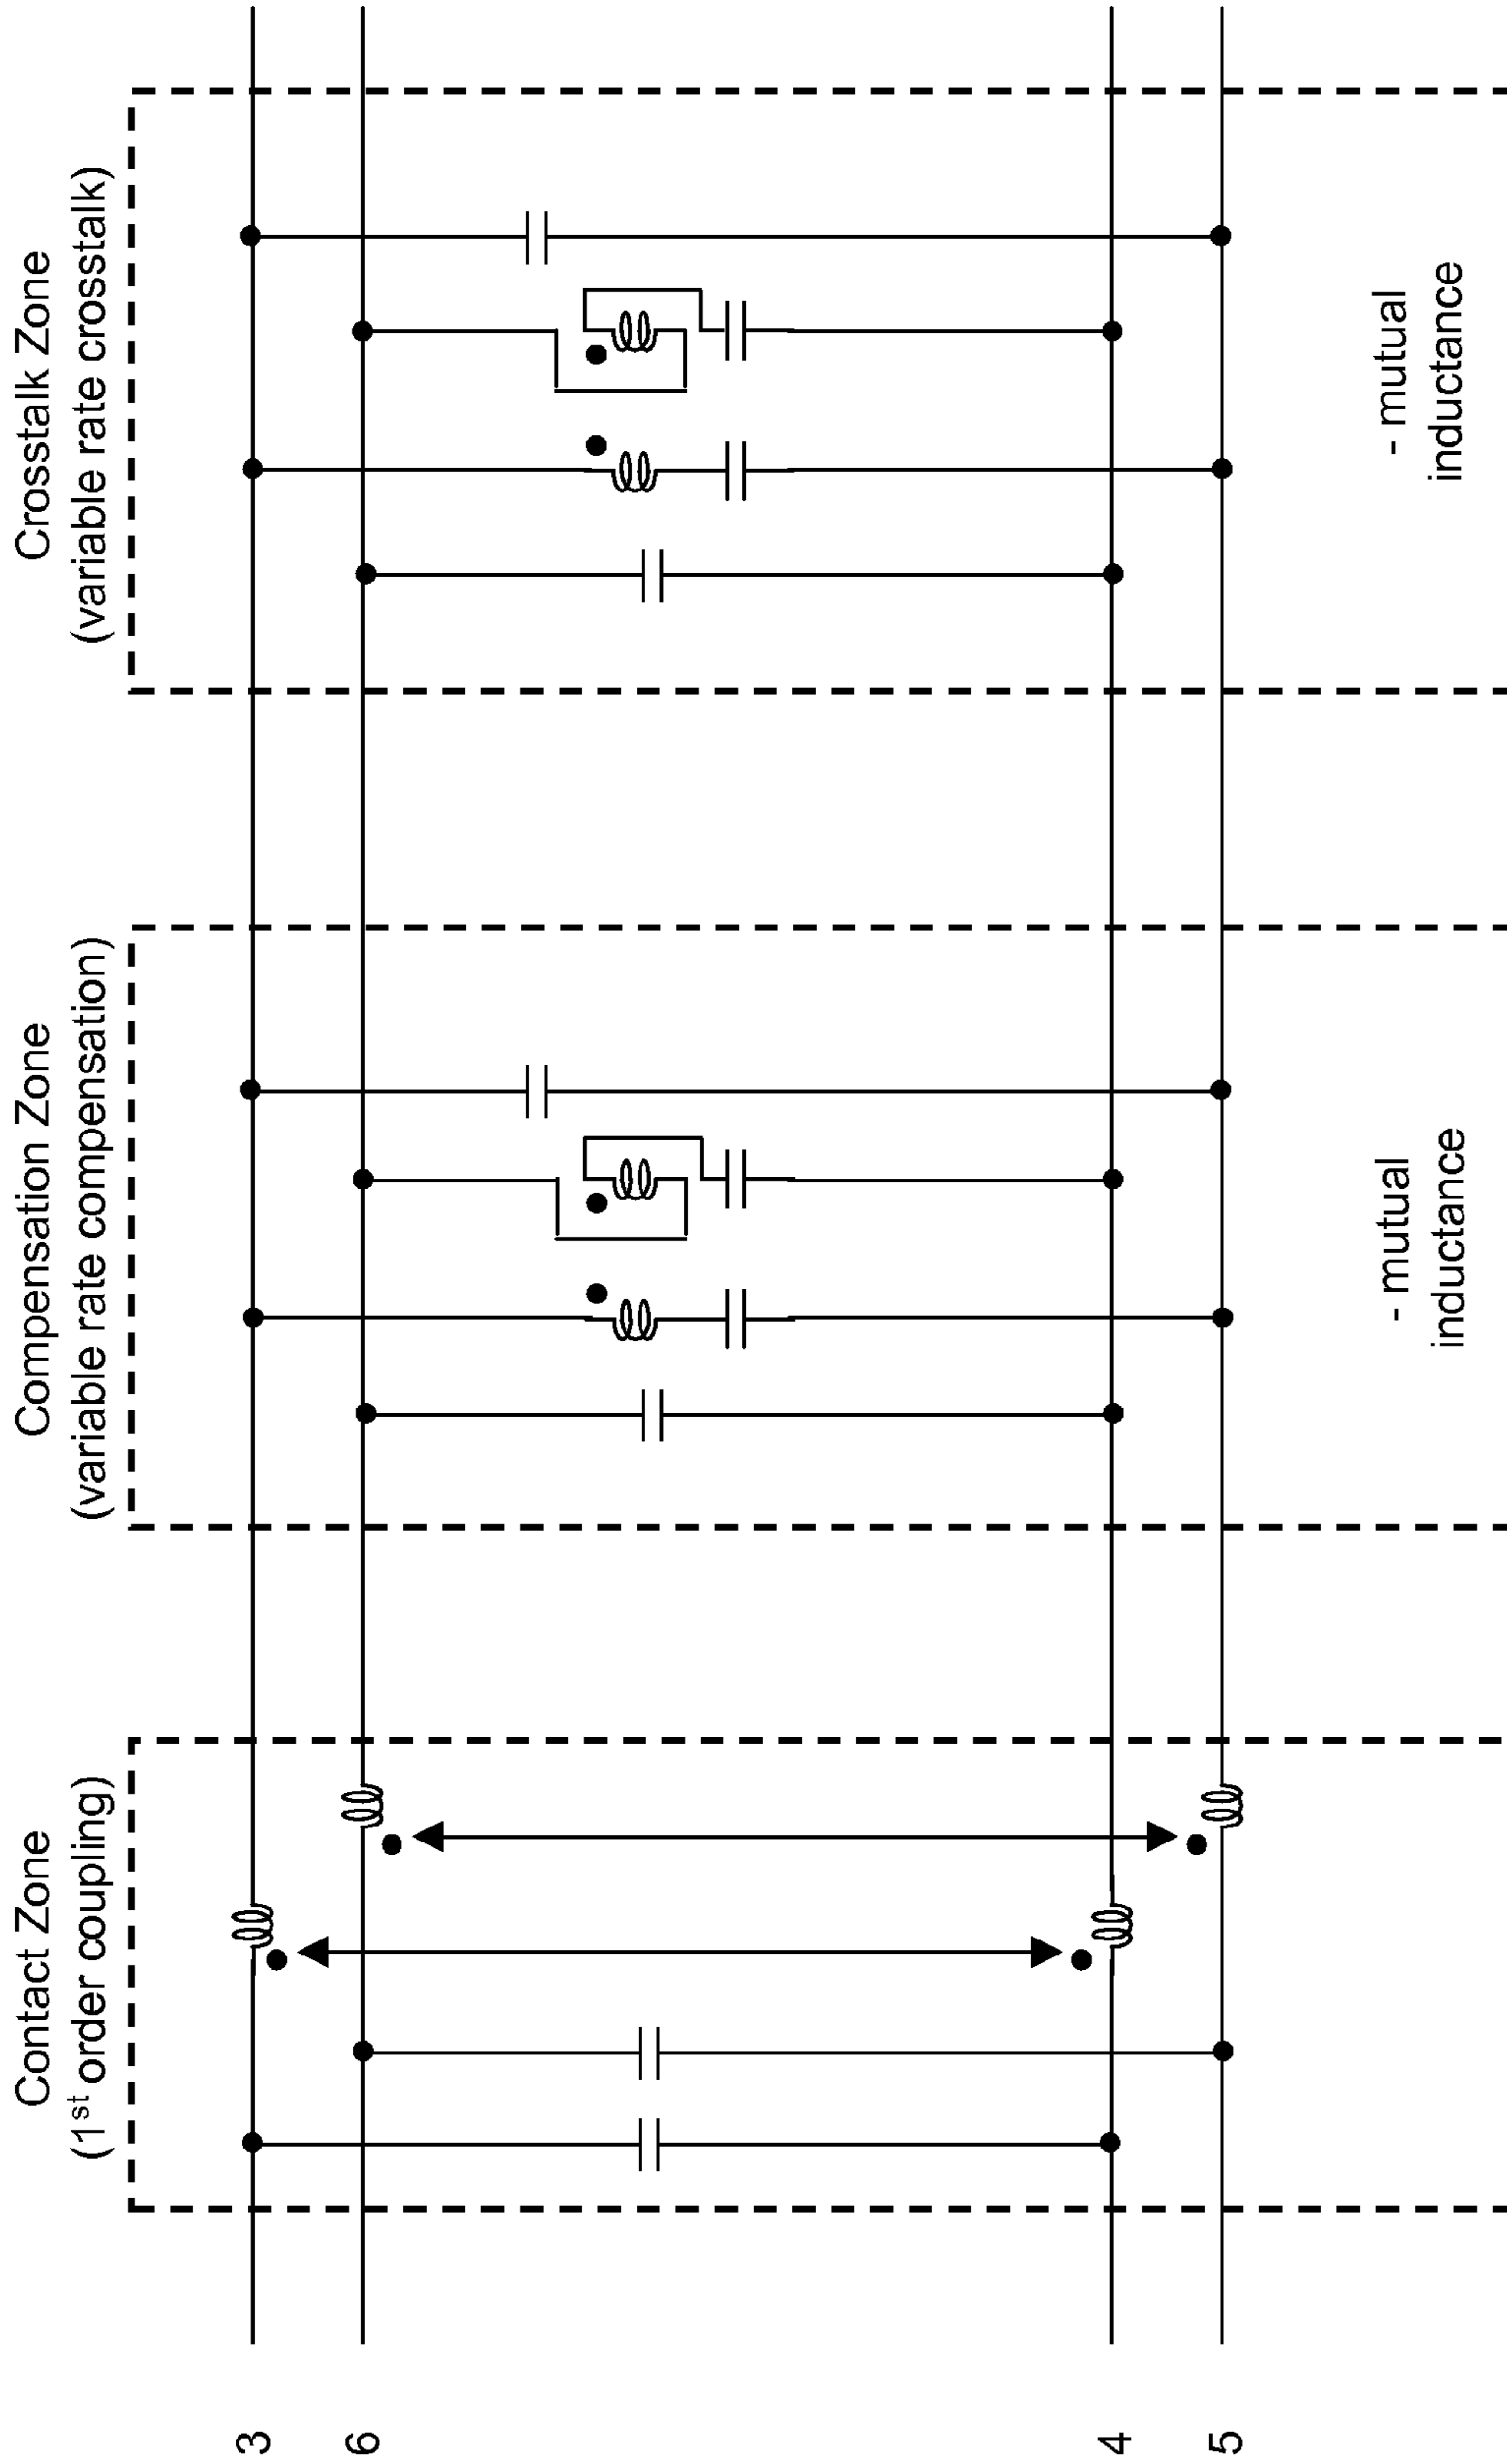 Contact Zone
(1st order coupling)
Compensation Zone
(variable rate compensation)
Crosstalk Zone
(variable rate crosstalk)
3
6
4
5
- mutual
inductance
- mutual
inductance